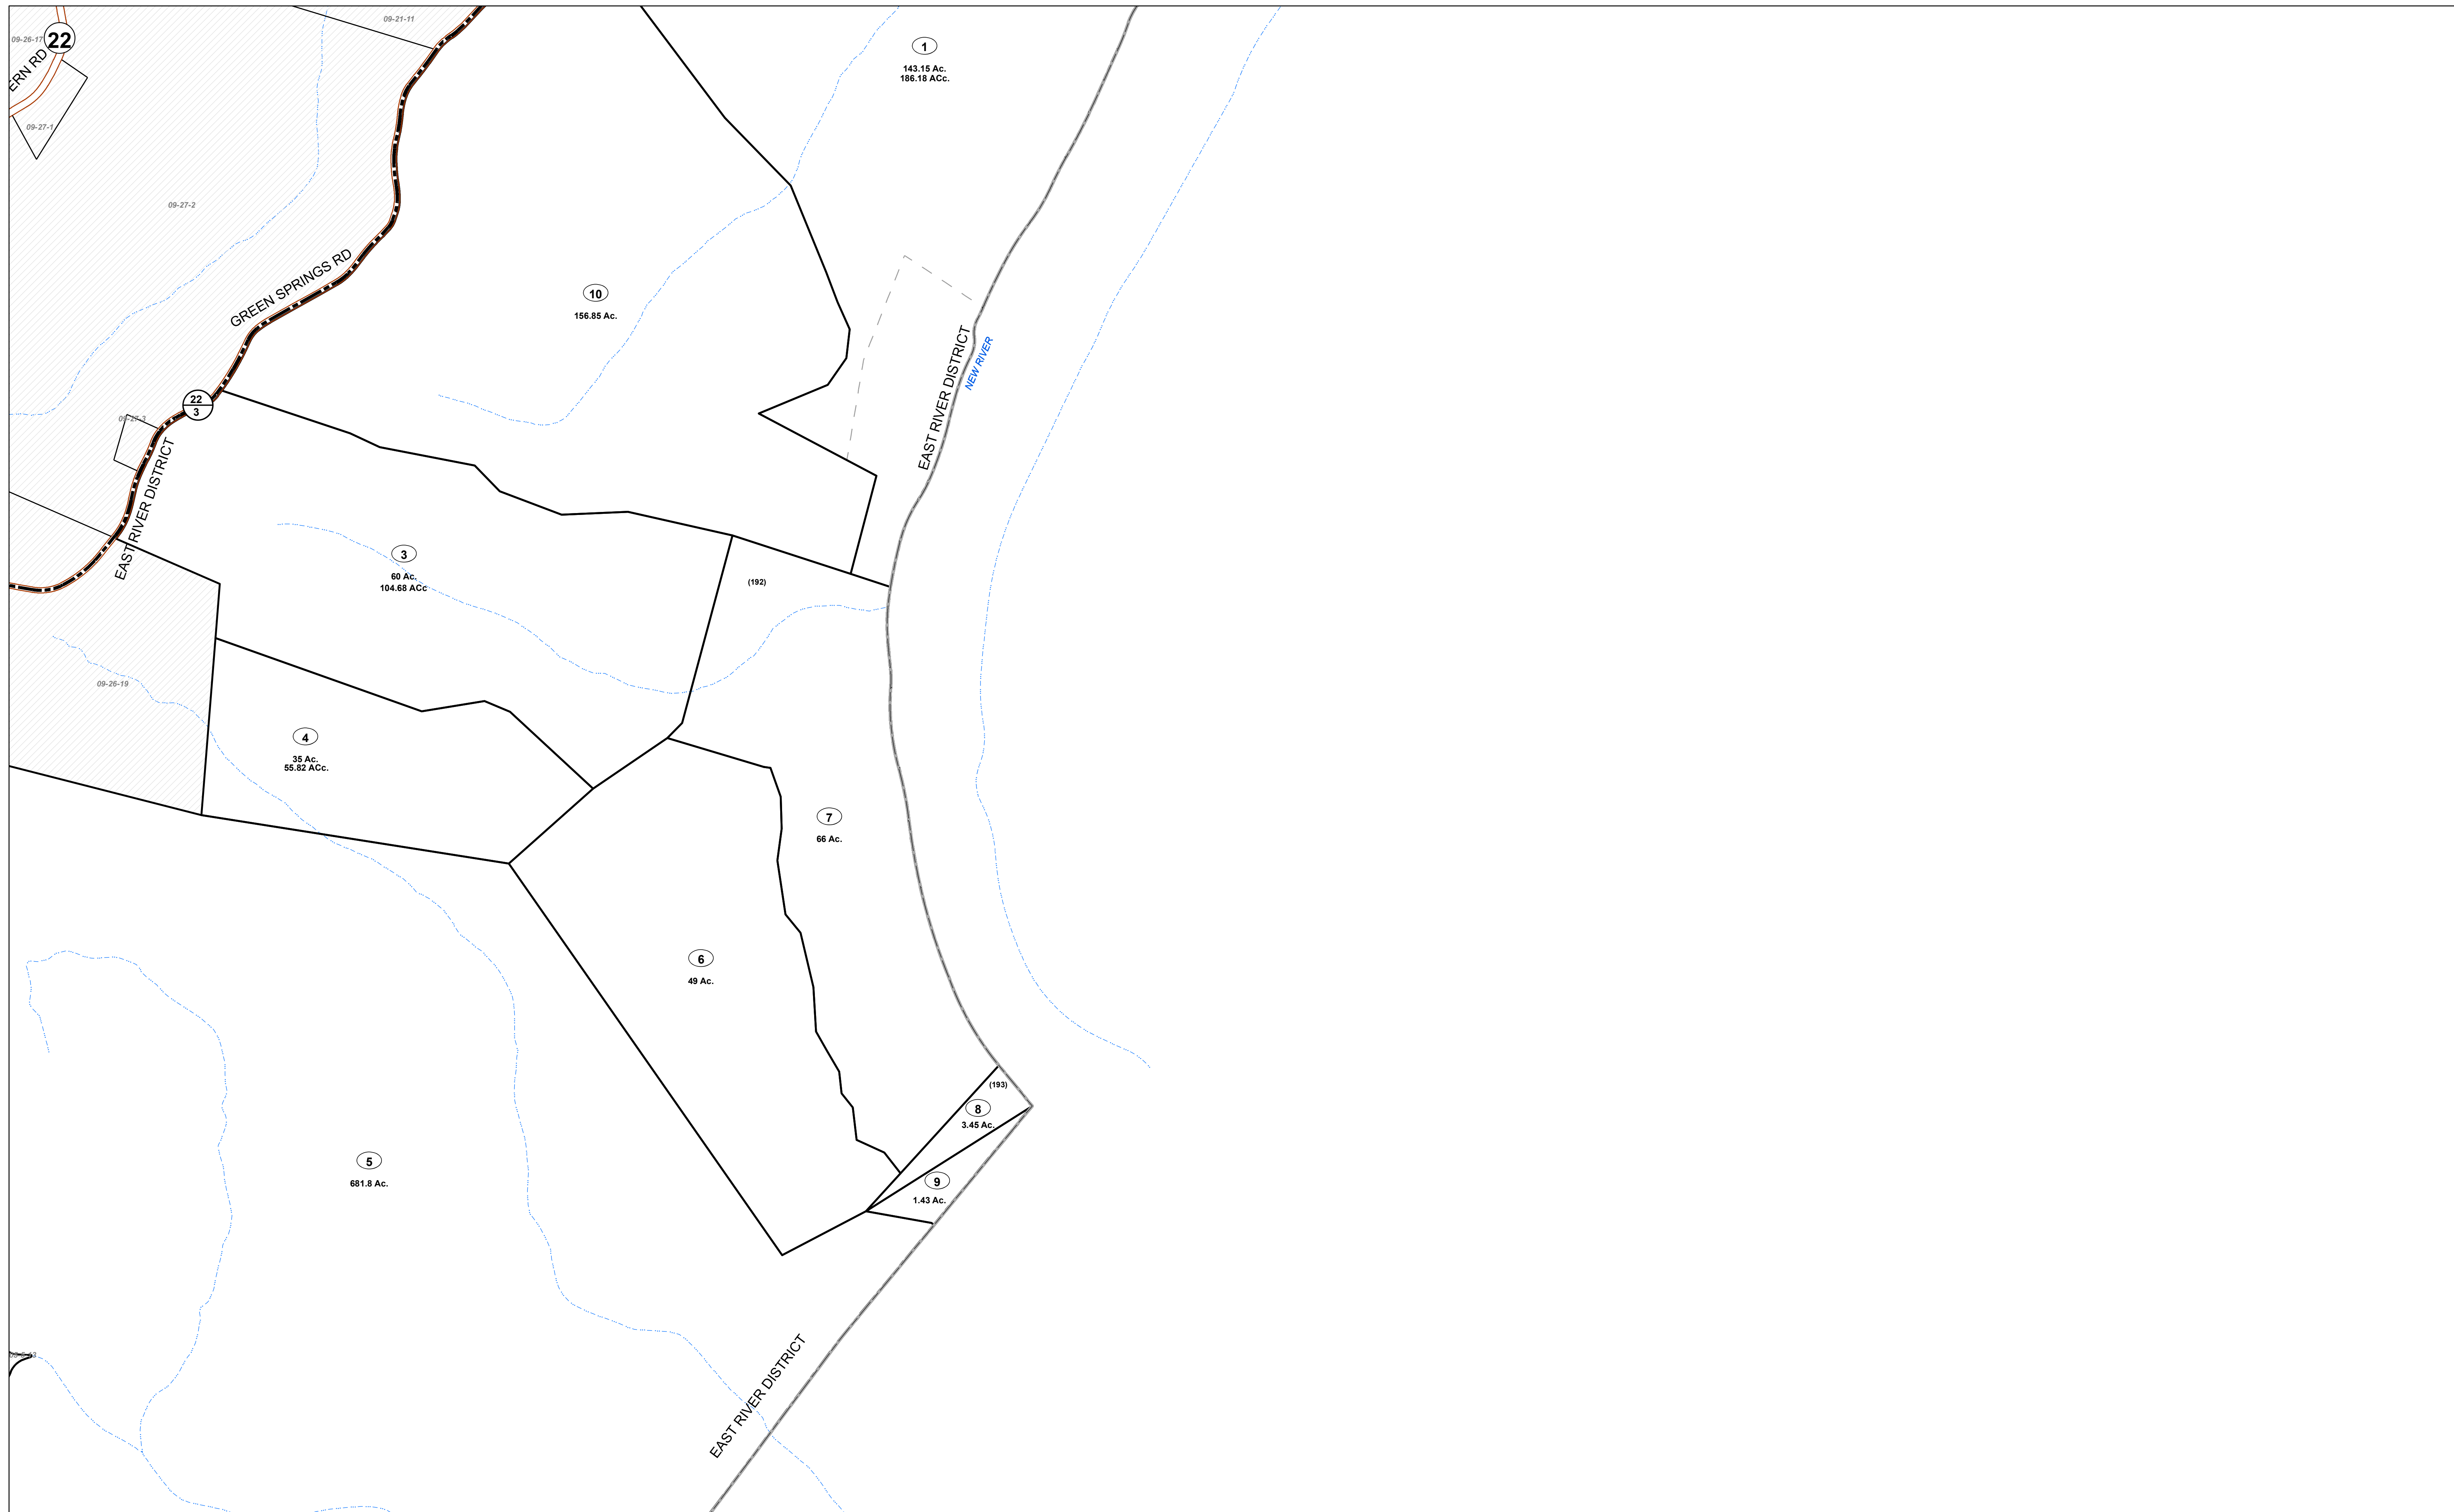 09-21-11
09-26-17
22
ERN RD
1
143.15 Ac.
186.18 ACc.
09-27-1
09-27-2
GREEN SPRINGS RD
10
156.85 Ac.
EAST RIVER DISTRICT
NEW RIVER
22
3
09-27-3
EAST RIVER DISTRICT
3
60 Ac.
104.68 ACc
(192)
09-26-19
4
35 Ac.
55.82 ACc.
7
66 Ac.
6
49 Ac.
(193)
8
3.45 Ac.
5
681.8 Ac.
9
1.43 Ac.
EAST RIVER DISTRICT